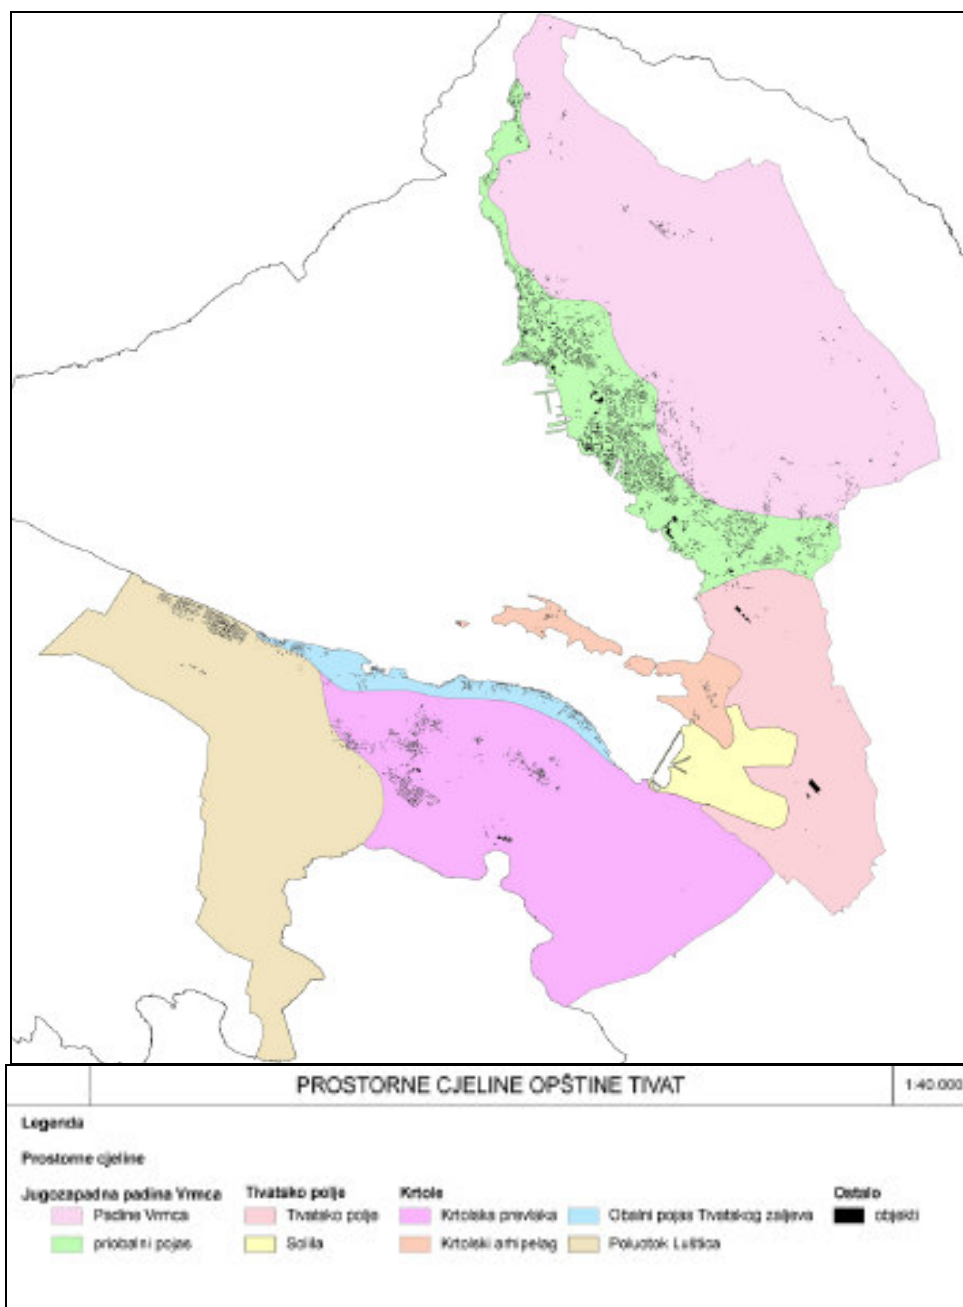 PROSTORNE CJELINE OPŠTINE TIVAT
1:40.000
Legenda
Prostorne cjeline
Jugozapadna padina Vrmca Tivatsko polje Krtole Ostalo
Padine Vrmca Tivatsko polje Krtolska prevlaka Obalni pojas Tivatskog zaljeva objekti
priobalni pojas Solila Krtolski arhipelag Poluotok Luštica